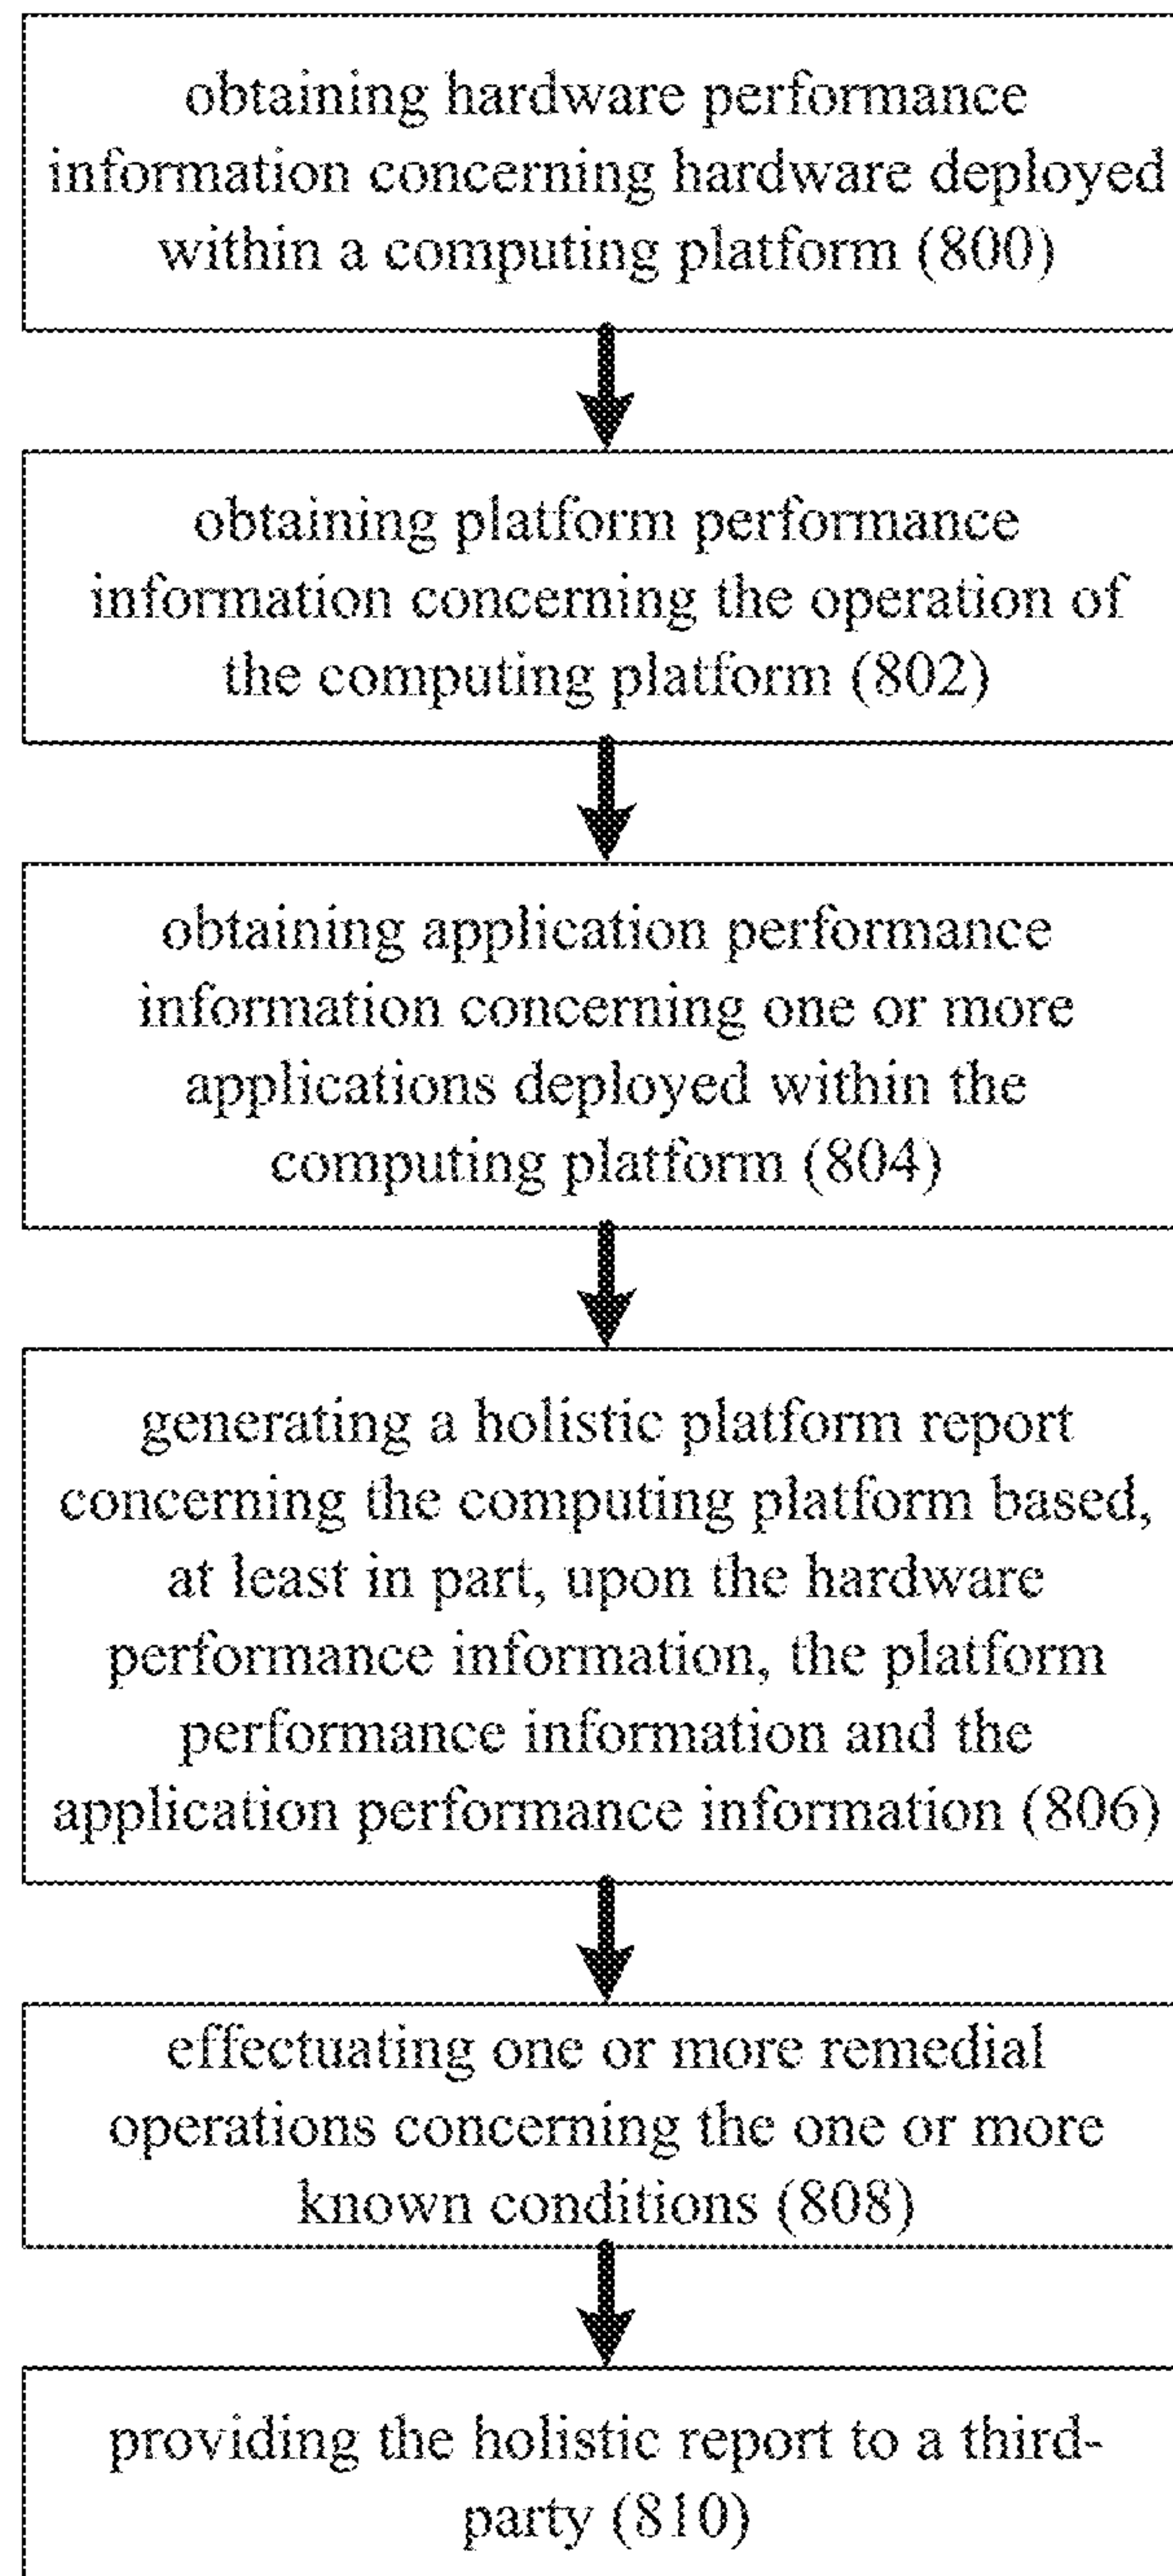 obtaining hardware performance
information concerning hardware deployed
within a computing platform (800)
obtaining platform performance
information concerning the operation of
the computing platform (802)
obtaining application performance
information concerning one or more
applications deployed within the
computing platform (804)
generating a holistic platform report
concerning the computing platform based,
at least in part, upon the hardware
performance information, the platform
performance information and the
application performance information (806)
effectuating one or more remedial
operations concerning the one or more
known conditions (808)
providing the holistic report to a third-
party (810)